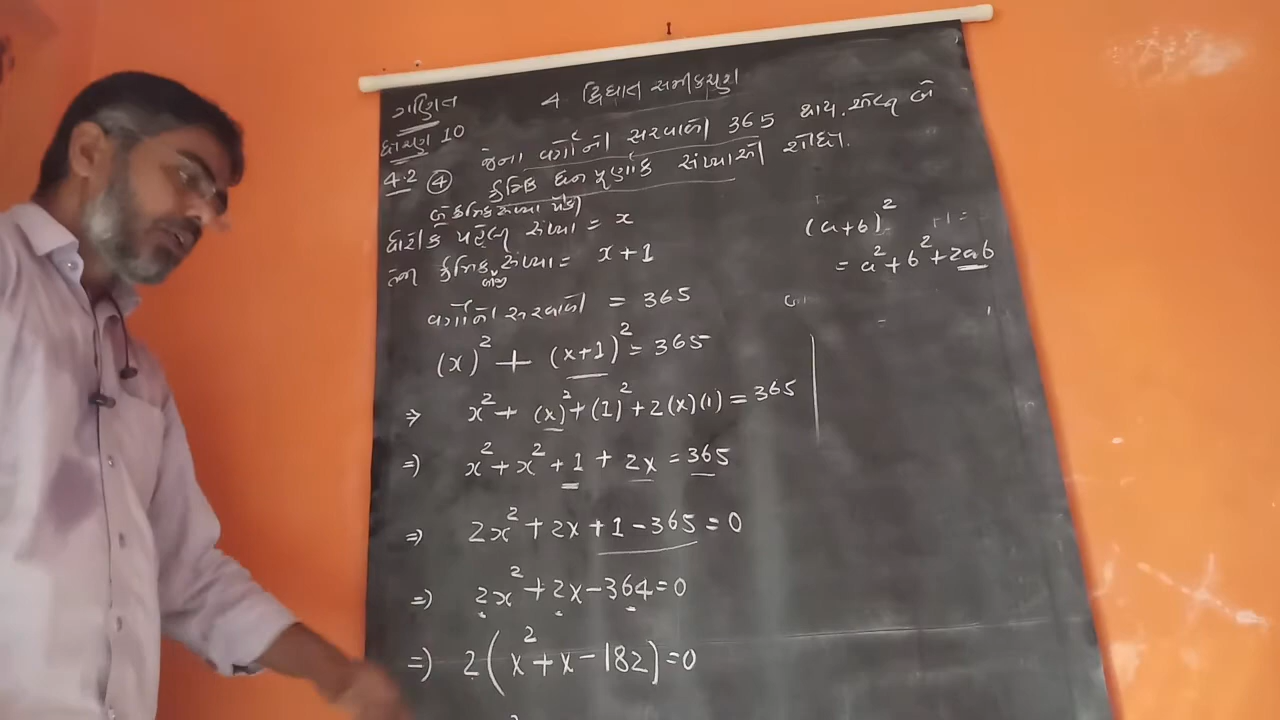 ગણિત
૪ દ્વિઘાત સમીકરણ
ધોરણ 10
જેના વર્ગોનો સરવાળો 365 થાય તેવા બે
4.2 ④ ક્રમિક ધન પૂર્ણાંક સંખ્યાઓ શોધો.
બે ક્રમિક સંખ્યા પૈકી
ધારો કે પહેલી સંખ્યા = x
તેની ક્રમિક બીજી સંખ્યા = x + 1
વર્ગોનો સરવાળો = 365
(x)² + (x+1)² = 365
⇒ x² + (x)² + (1)² + 2(x)(1) = 365
⇒ x² + x² + 1 + 2x = 365
⇒ 2x² + 2x + 1 - 365 = 0
⇒ 2x² + 2x - 364 = 0
⇒ 2(x² + x - 182) = 0
(a+b)²
= a² + b² + 2ab